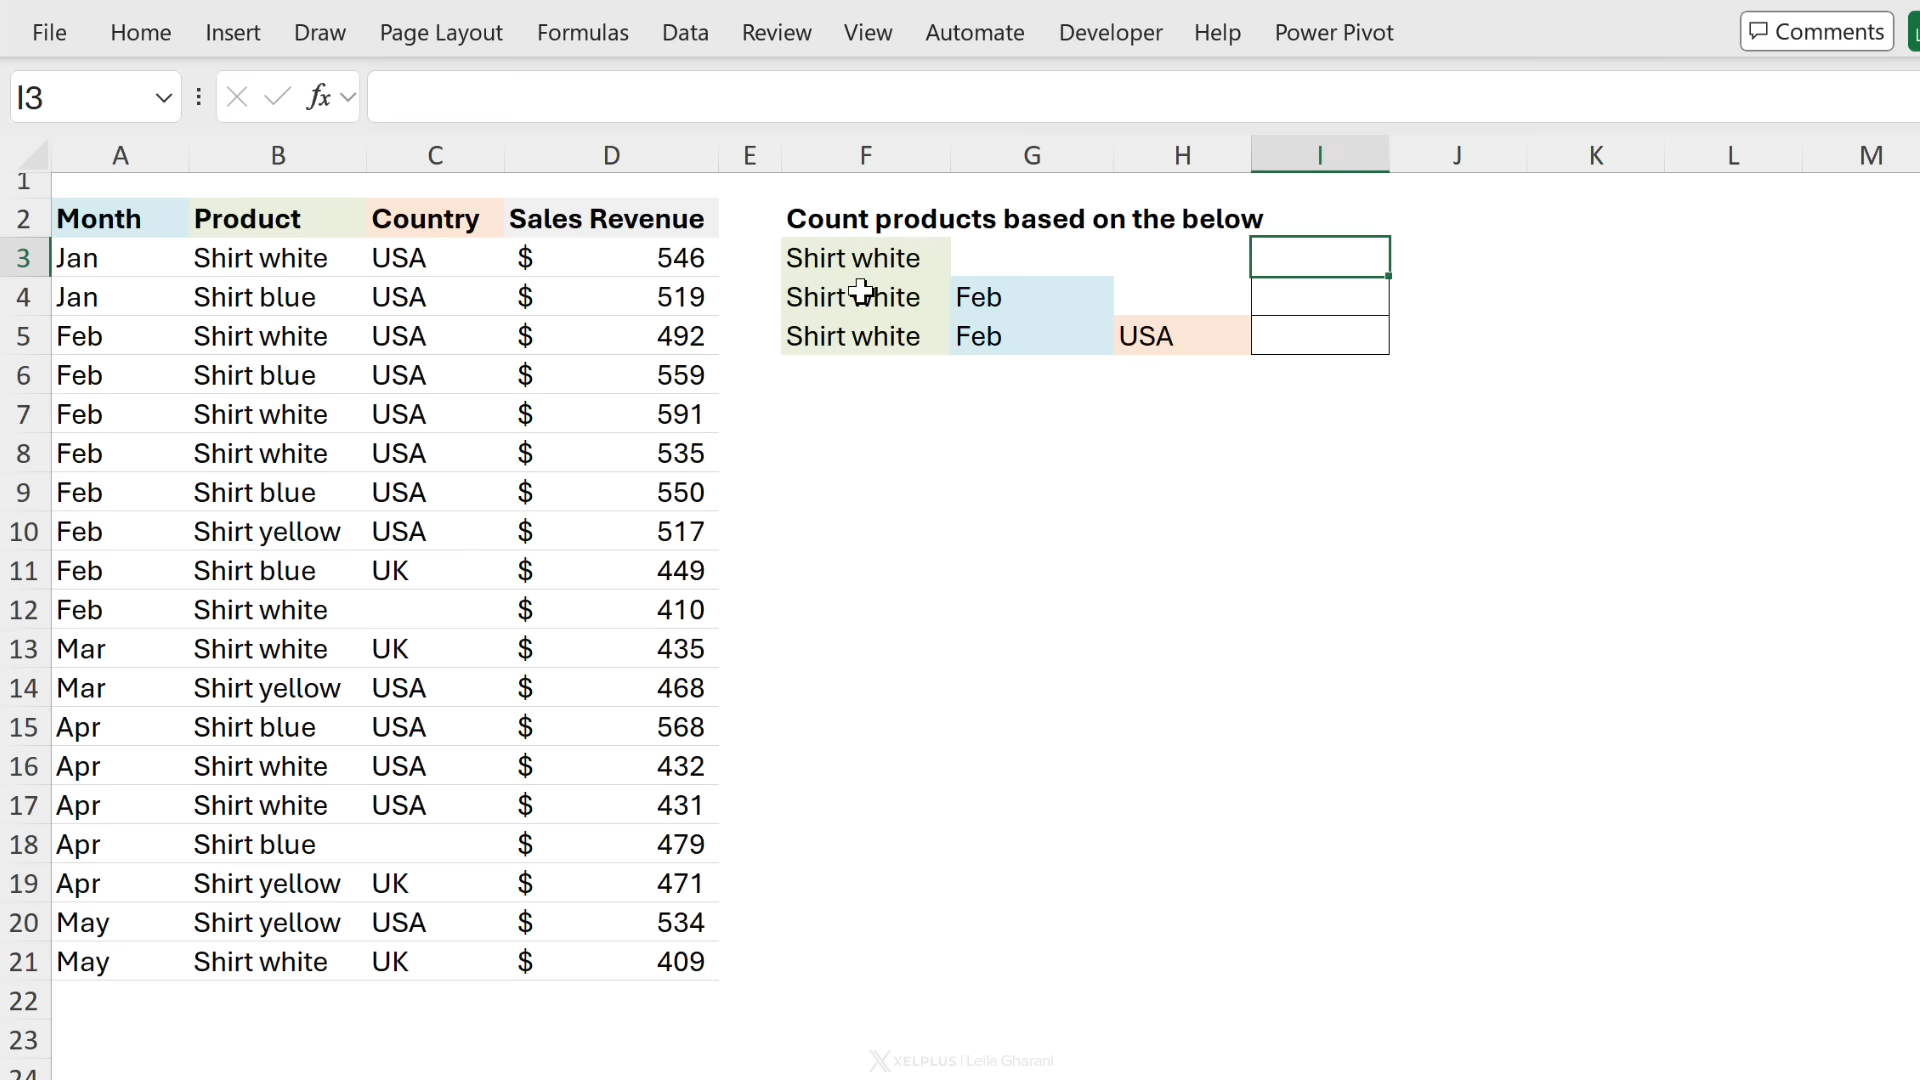 File Home Insert Draw Page Layout Formulas Data Review View Automate Developer Help Power Pivot Comments
I3 fx
A B C D E F G H I J K L M
1
2 Month Product Country Sales Revenue Count products based on the below
3 Jan Shirt white USA $ 546 Shirt white
4 Jan Shirt blue USA $ 519 Shirt white Feb
5 Feb Shirt white USA $ 492 Shirt white Feb USA
6 Feb Shirt blue USA $ 559
7 Feb Shirt white USA $ 591
8 Feb Shirt white USA $ 535
9 Feb Shirt blue USA $ 550
10 Feb Shirt yellow USA $ 517
11 Feb Shirt blue UK $ 449
12 Feb Shirt white $ 410
13 Mar Shirt white UK $ 435
14 Mar Shirt yellow USA $ 468
15 Apr Shirt blue USA $ 568
16 Apr Shirt white USA $ 432
17 Apr Shirt white USA $ 431
18 Apr Shirt blue $ 479
19 Apr Shirt yellow UK $ 471
20 May Shirt yellow USA $ 534
21 May Shirt white UK $ 409
22
23
24
XELPLUS | Leila Gharani